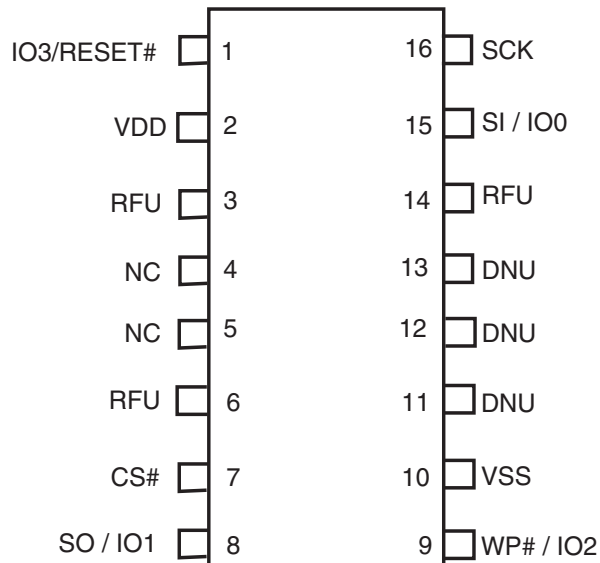 IO3/RESET# 1 16 SCK
VDD 2 15 SI / IO0
RFU 3 14 RFU
NC 4 13 DNU
NC 5 12 DNU
RFU 6 11 DNU
CS# 7 10 VSS
SO / IO1 8 9 WP# / IO2